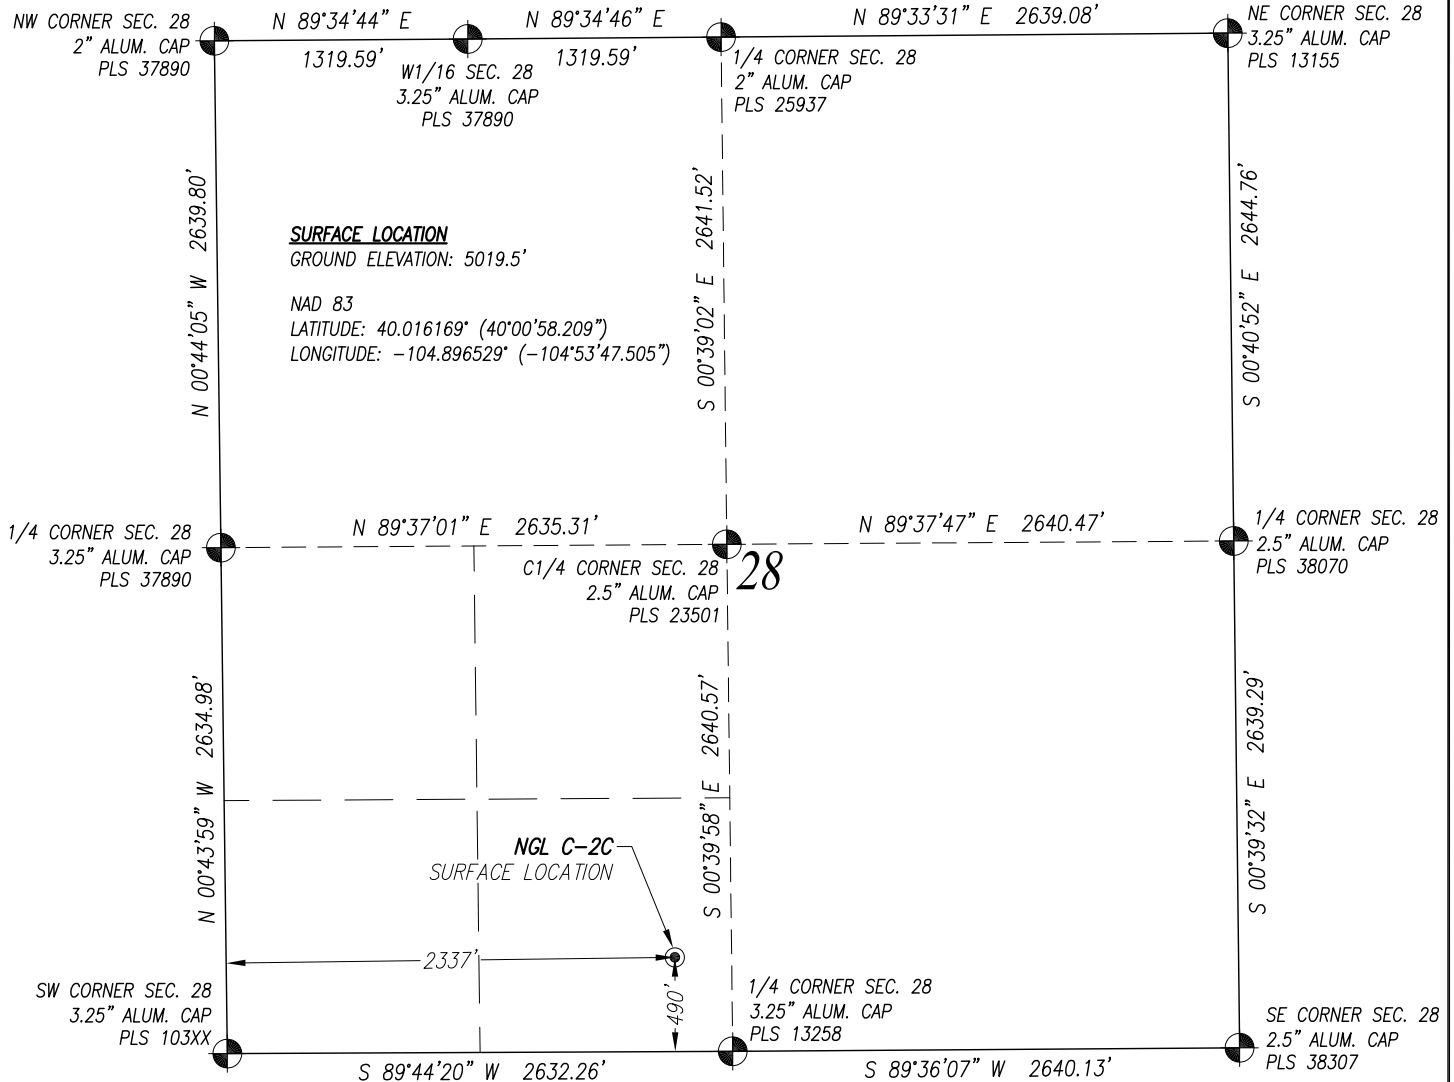 NW CORNER SEC. 28
2" ALUM. CAP
PLS 37890
N 89°34'44" E
1319.59'
W1/16 SEC. 28
3.25" ALUM. CAP
PLS 37890
N 89°34'46" E
1319.59'
1/4 CORNER SEC. 28
2" ALUM. CAP
PLS 25937
N 89°33'31" E 2639.08'
NE CORNER SEC. 28
3.25" ALUM. CAP
PLS 13155
N 00°44'05" W 2639.80'
SURFACE LOCATION
GROUND ELEVATION: 5019.5'
NAD 83
LATITUDE: 40.016169° (40°00'58.209")
LONGITUDE: -104.896529° (-104°53'47.505")
S 00°39'02" E 2641.52'
S 00°40'52" E 2644.76'
1/4 CORNER SEC. 28
3.25" ALUM. CAP
PLS 37890
N 89°37'01" E 2635.31'
C1/4 CORNER SEC. 28
2.5" ALUM. CAP
PLS 23501
28
N 89°37'47" E 2640.47'
1/4 CORNER SEC. 28
2.5" ALUM. CAP
PLS 38070
N 00°43'59" W 2634.98'
S 00°39'58" E 2640.57'
S 00°39'32" E 2639.29'
NGL C-2C
SURFACE LOCATION
2337'
490'
SW CORNER SEC. 28
3.25" ALUM. CAP
PLS 103XX
S 89°44'20" W 2632.26'
1/4 CORNER SEC. 28
3.25" ALUM. CAP
PLS 13258
S 89°36'07" W 2640.13'
SE CORNER SEC. 28
2.5" ALUM. CAP
PLS 38307